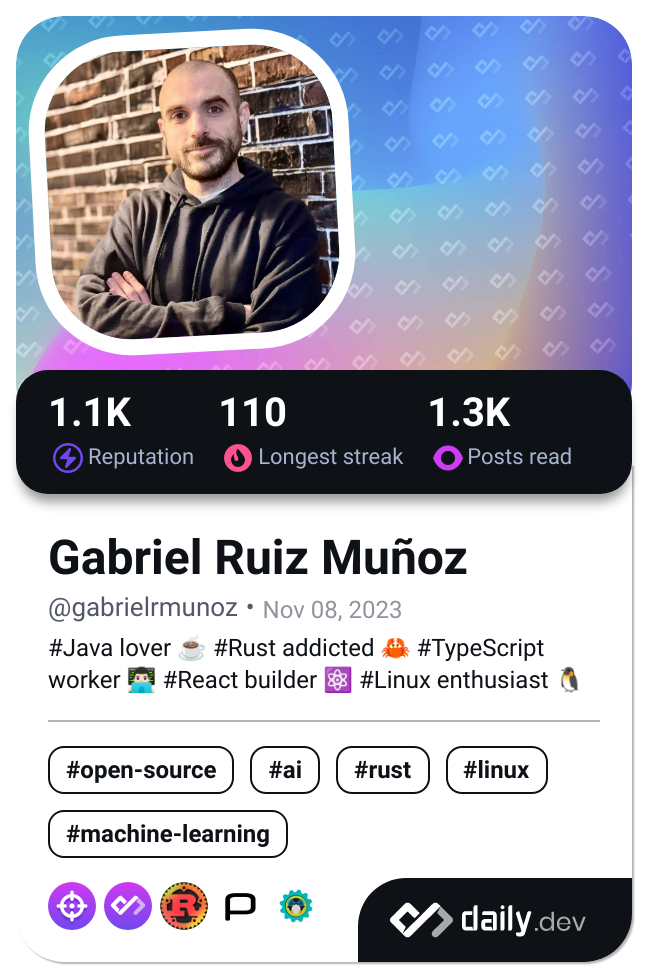 1.1K 110 1.3K
Reputation Longest streak Posts read
Gabriel Ruiz Muñoz
@gabrielrmunoz • Nov 08, 2023
#Java lover ☕ #Rust addicted 🦀 #TypeScript
worker 👨🏻‍💻 #React builder ⚛️ #Linux enthusiast 🐧
#open-source #ai #rust #linux
#machine-learning
R
daily.dev